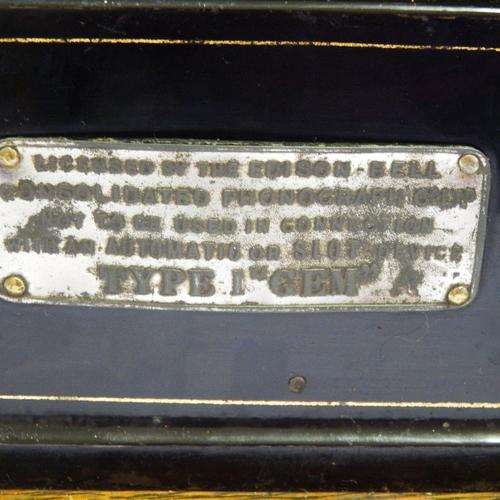 LICENSED BY THE EDISON-BELL
CONSOLIDATED PHONOGRAPH
NOT TO BE USED IN CONNECTION
WITH AN AUTOMATIC OR SLOT DEVICE
TYPE 1 "GEM" A